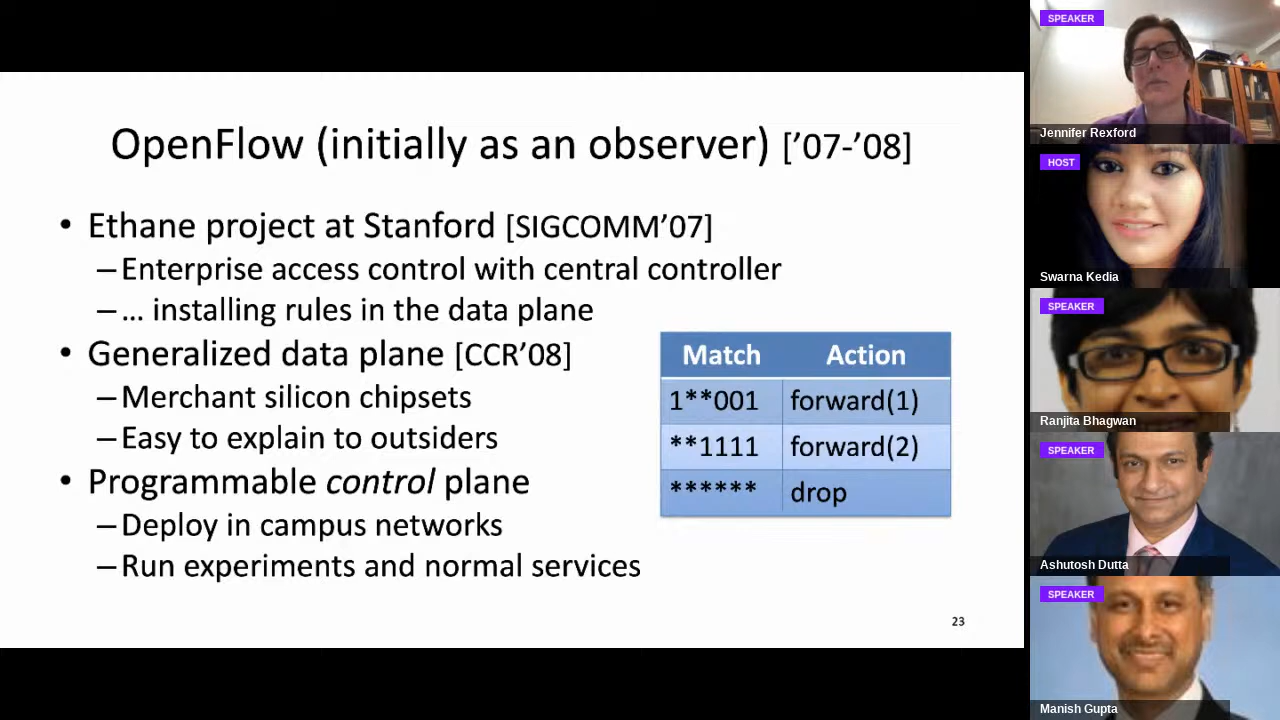 OpenFlow (initially as an observer) [’07-’08]
• Ethane project at Stanford [SIGCOMM’07]
–Enterprise access control with central controller
–… installing rules in the data plane
• Generalized data plane [CCR’08]
–Merchant silicon chipsets
–Easy to explain to outsiders
• Programmable control plane
–Deploy in campus networks
–Run experiments and normal services
Match Action
1**001 forward(1)
**1111 forward(2)
****** drop
23
SPEAKER
Jennifer Rexford
HOST
Swarna Kedia
SPEAKER
Ranjita Bhagwan
SPEAKER
Ashutosh Dutta
SPEAKER
Manish Gupta